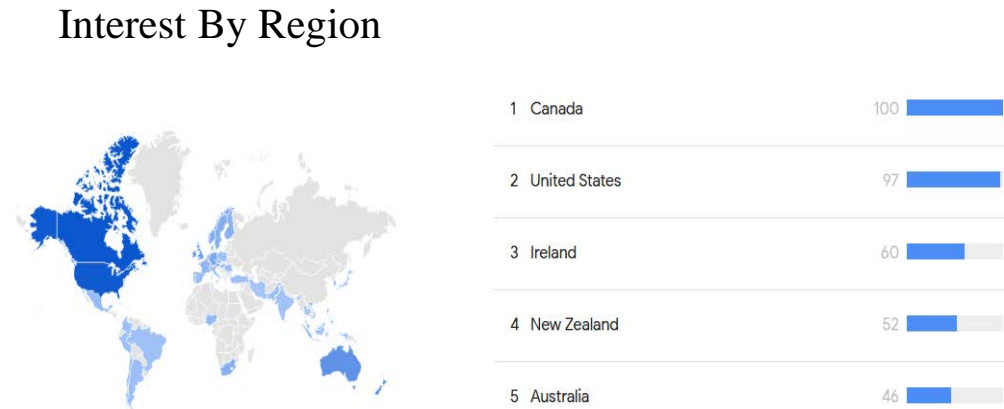 Interest By Region
1 Canada 100
2 United States 97
3 Ireland 60
4 New Zealand 52
5 Australia 46